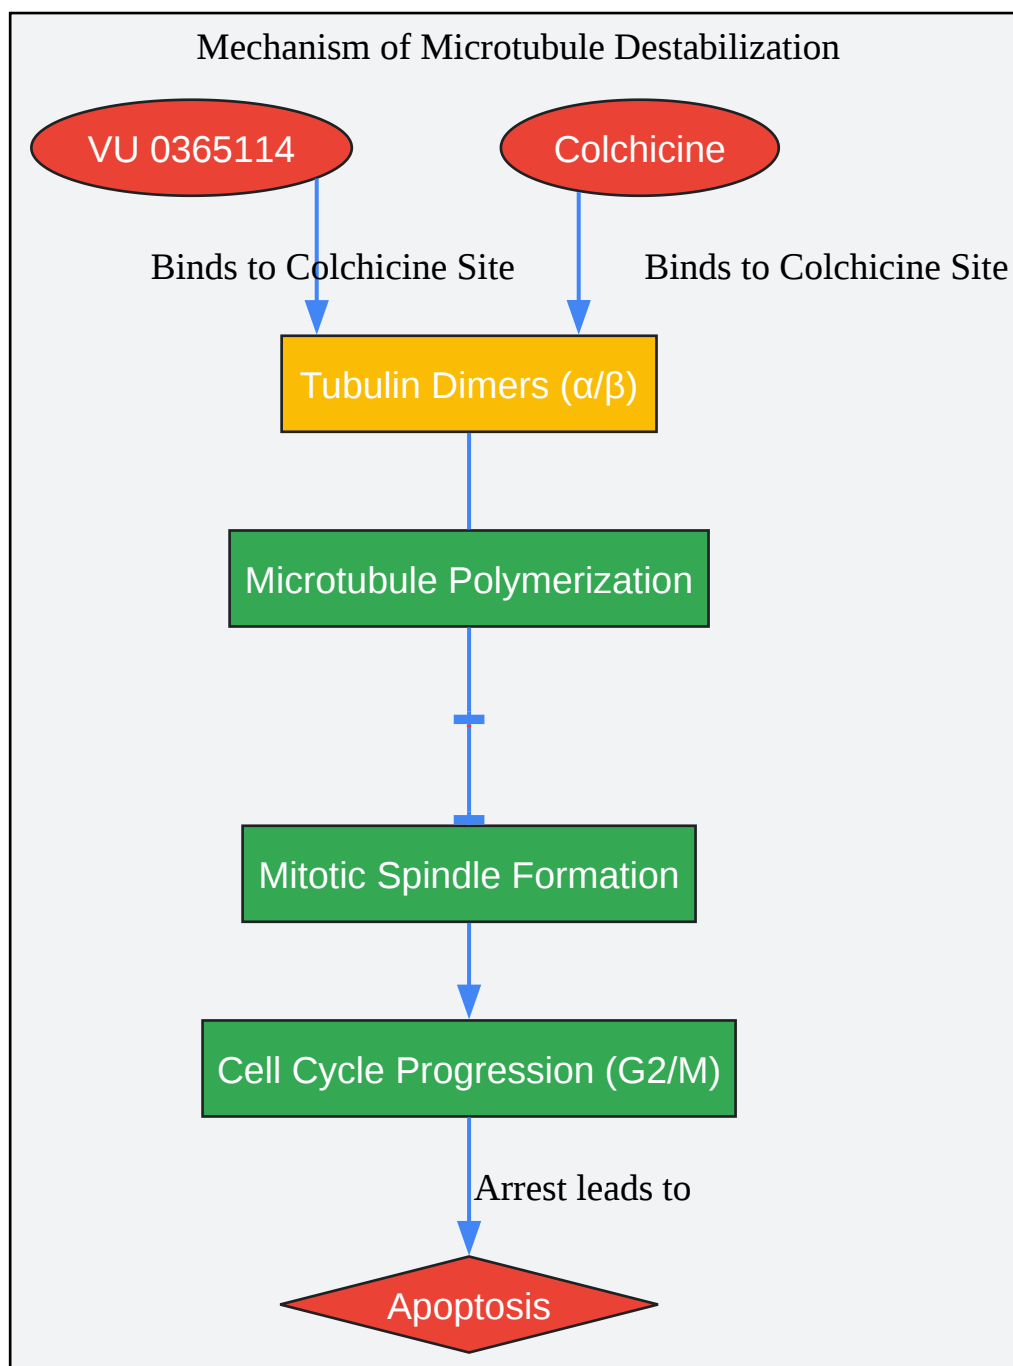 Mechanism of Microtubule Destabilization
VU 0365114
Colchicine
Binds to Colchicine Site
Binds to Colchicine Site
Tubulin Dimers (α/β)
Microtubule Polymerization
Mitotic Spindle Formation
Cell Cycle Progression (G2/M)
Arrest leads to
Apoptosis